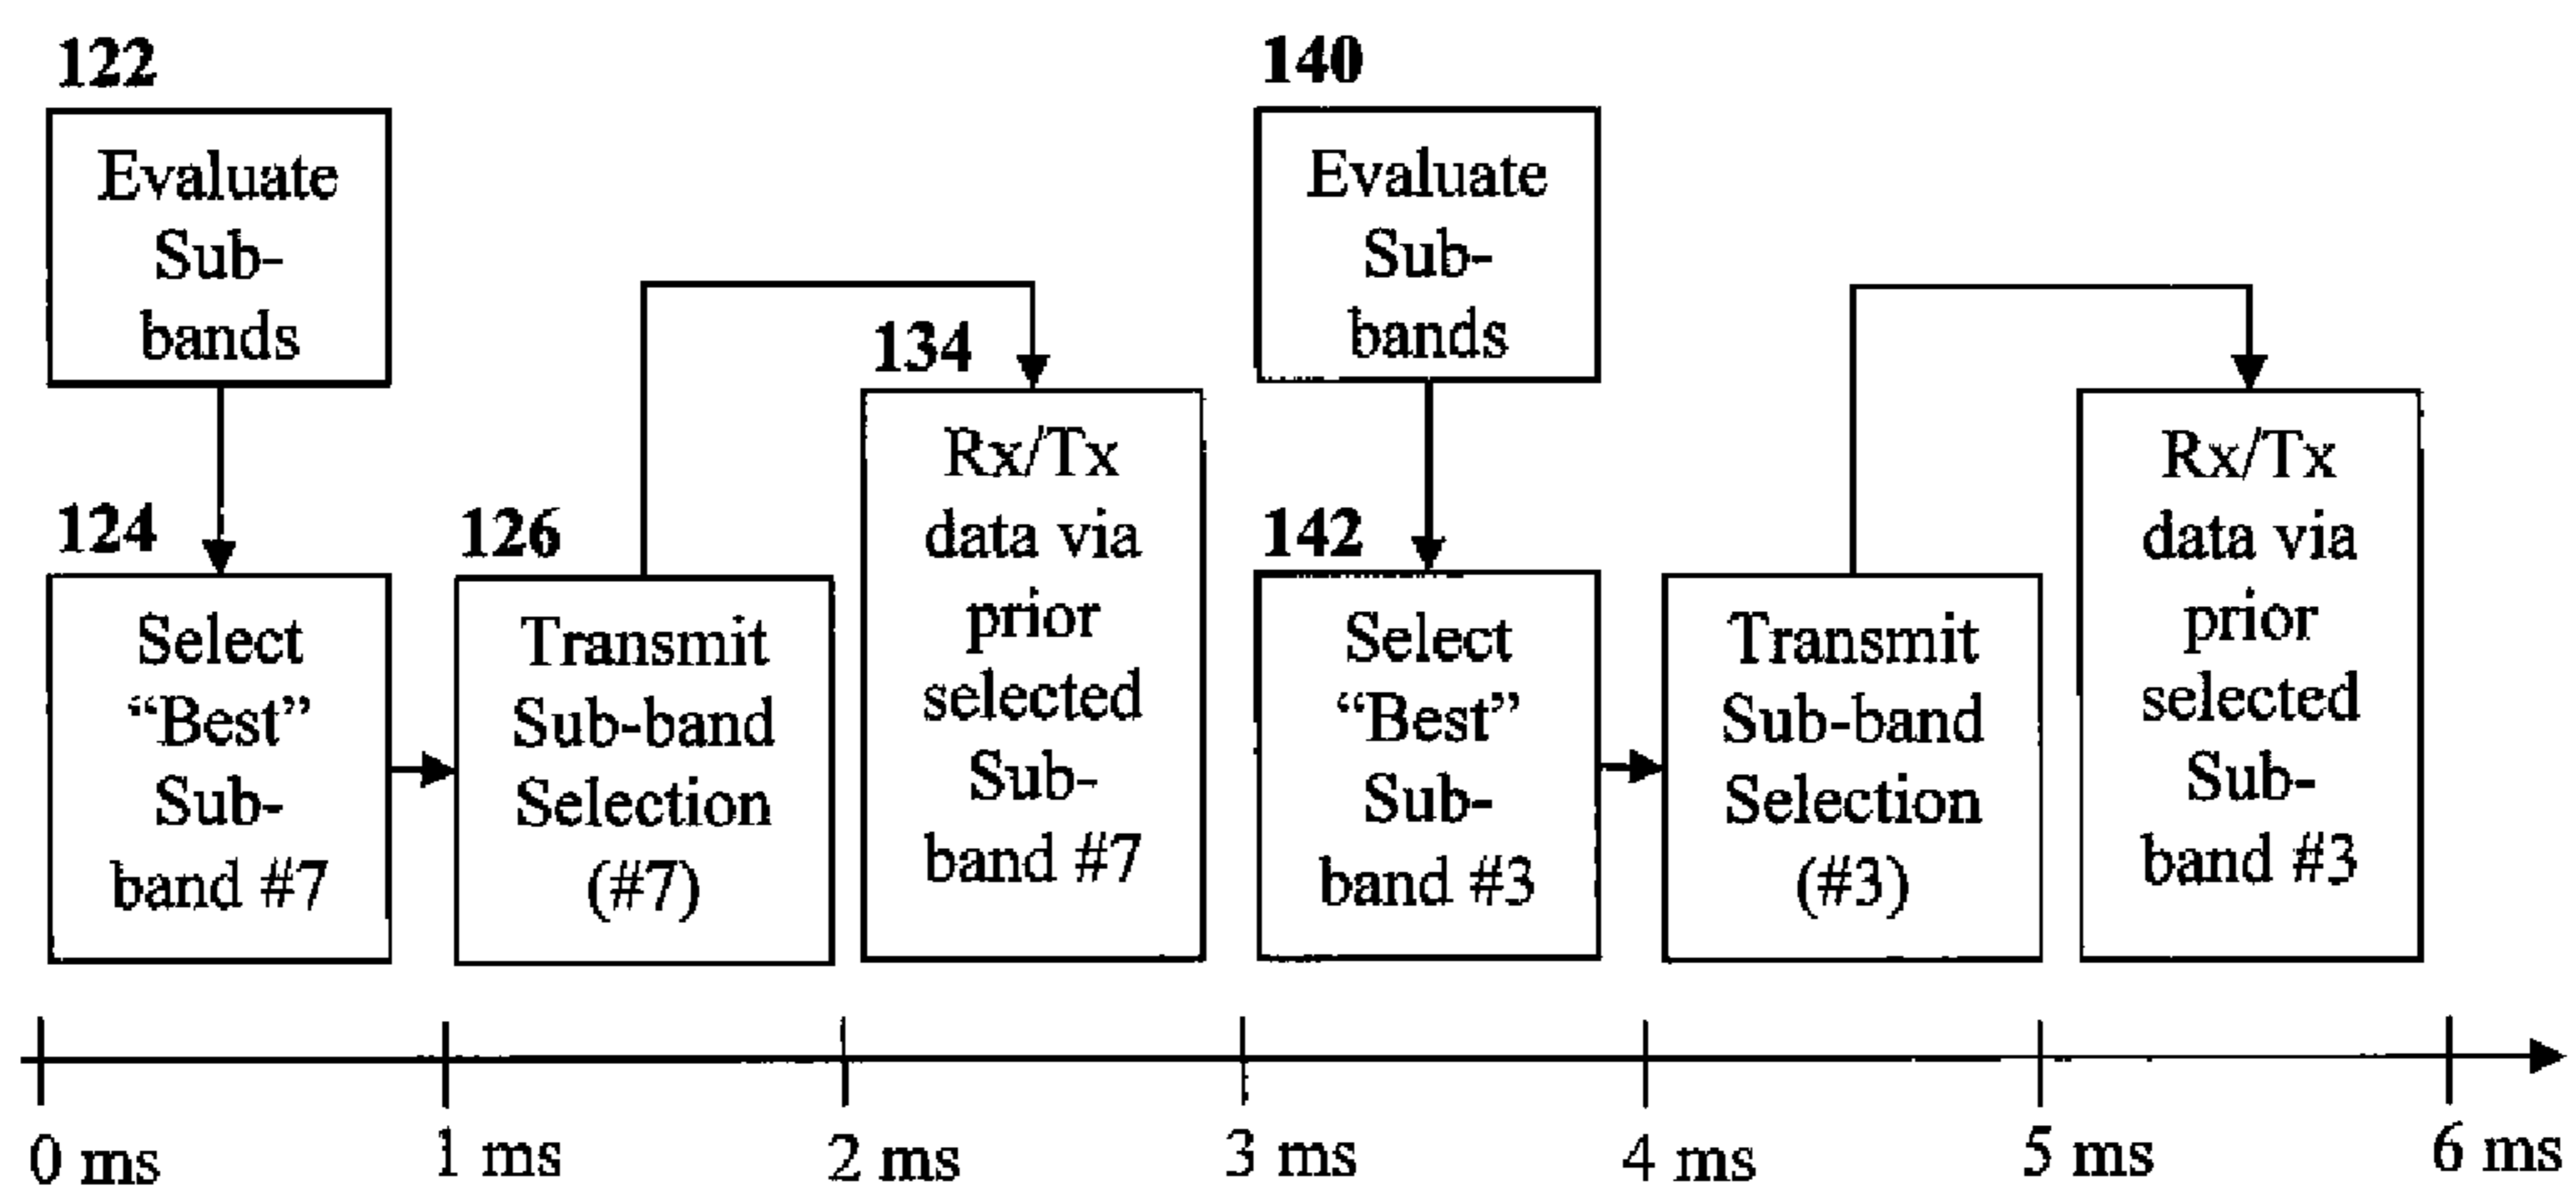 122
Evaluate
Sub-
bands
124
Select
“Best”
Sub-
band #7
126
Transmit
Sub-band
Selection
(#7)
134
Rx/Tx
data via
prior
selected
Sub-
band #7
140
Evaluate
Sub-
bands
142
Select
“Best”
Sub-
band #3
Transmit
Sub-band
Selection
(#3)
Rx/Tx
data via
prior
selected
Sub-
band #3
0 ms
1 ms
2 ms
3 ms
4 ms
5 ms
6 ms